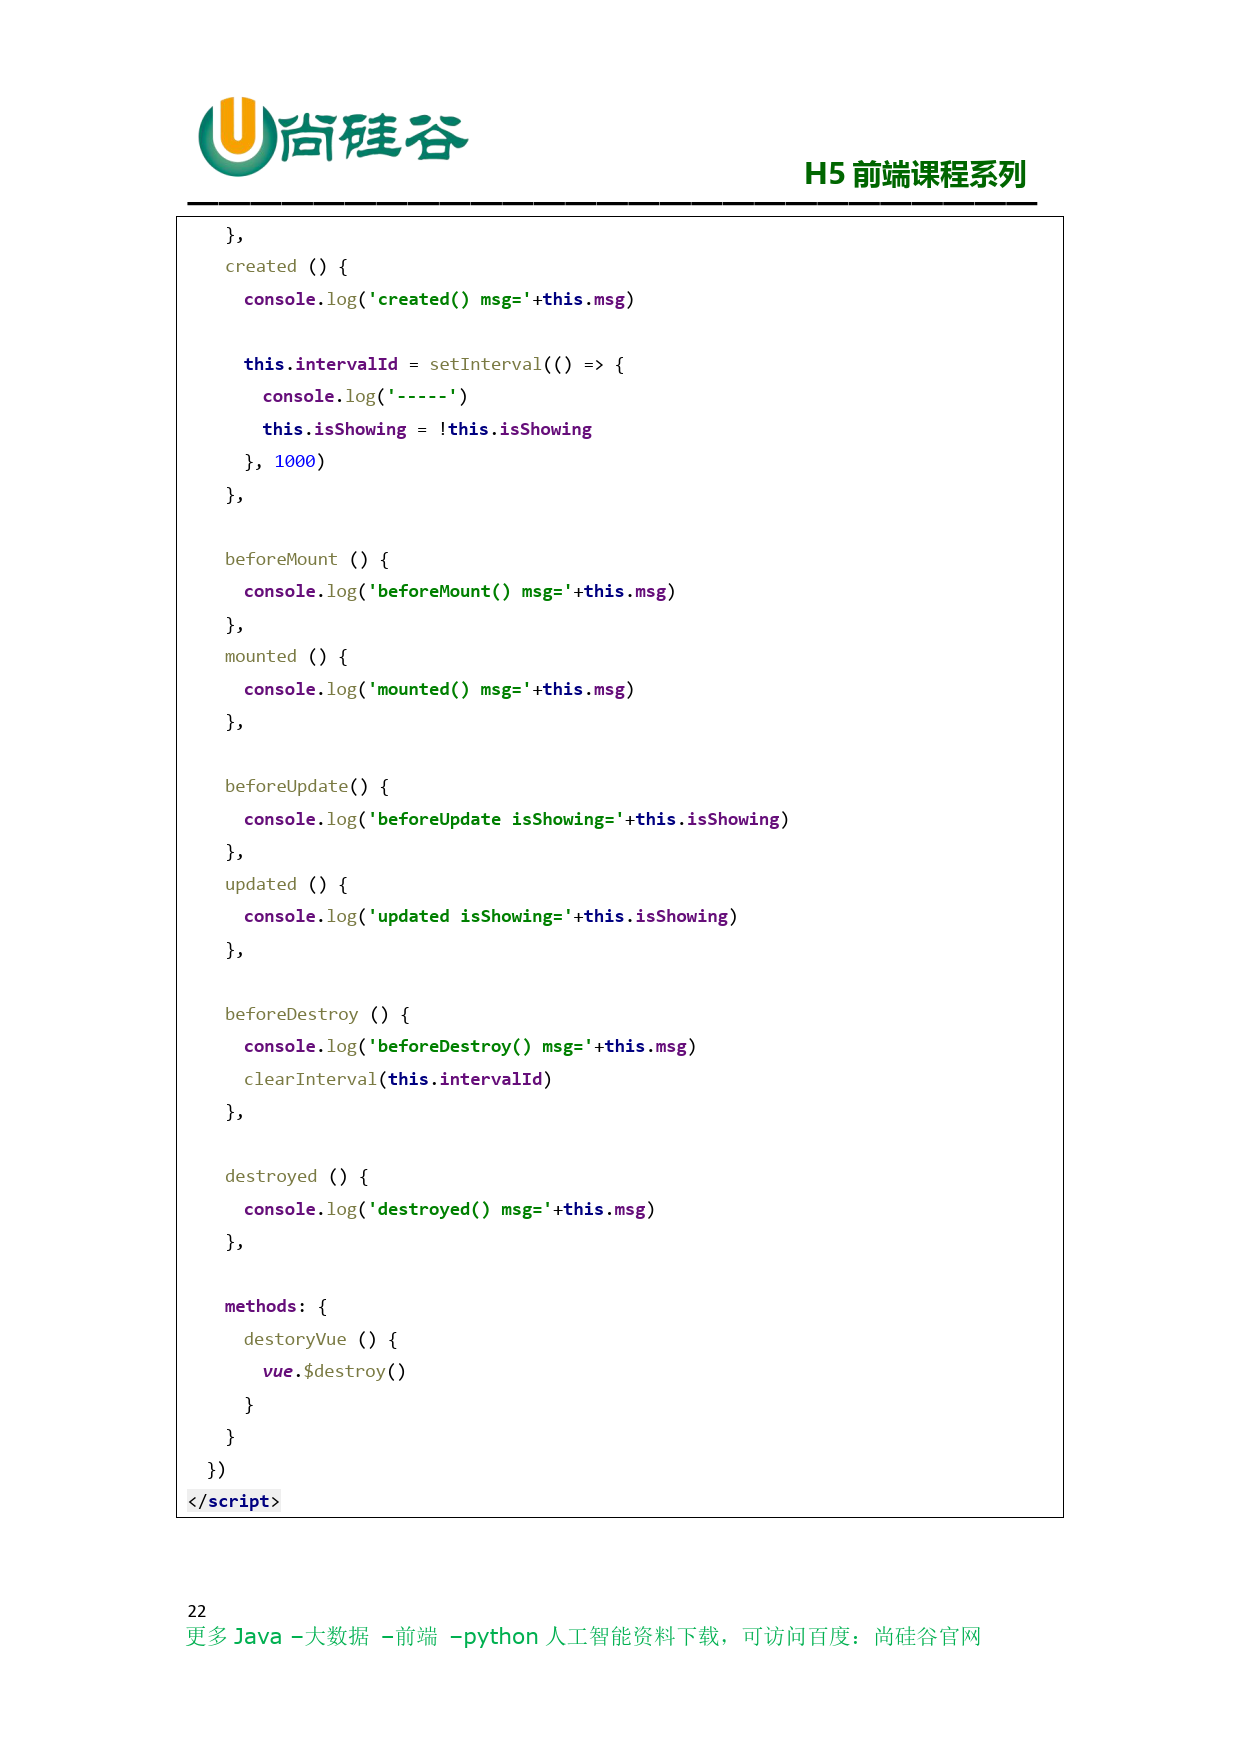 尚硅谷
H5 前端课程系列
},
created () {
console.log('created() msg='+this.msg)
this.intervalId = setInterval(() => {
console.log('-----')
this.isShowing = !this.isShowing
}, 1000)
},
beforeMount () {
console.log('beforeMount() msg='+this.msg)
},
mounted () {
console.log('mounted() msg='+this.msg)
},
beforeUpdate() {
console.log('beforeUpdate isShowing='+this.isShowing)
},
updated () {
console.log('updated isShowing='+this.isShowing)
},
beforeDestroy () {
console.log('beforeDestroy() msg='+this.msg)
clearInterval(this.intervalId)
},
destroyed () {
console.log('destroyed() msg='+this.msg)
},
methods: {
destoryVue () {
vue.$destroy()
}
}
})
</script>
22
更多 Java –大数据 –前端 –python 人工智能资料下载，可访问百度：尚硅谷官网